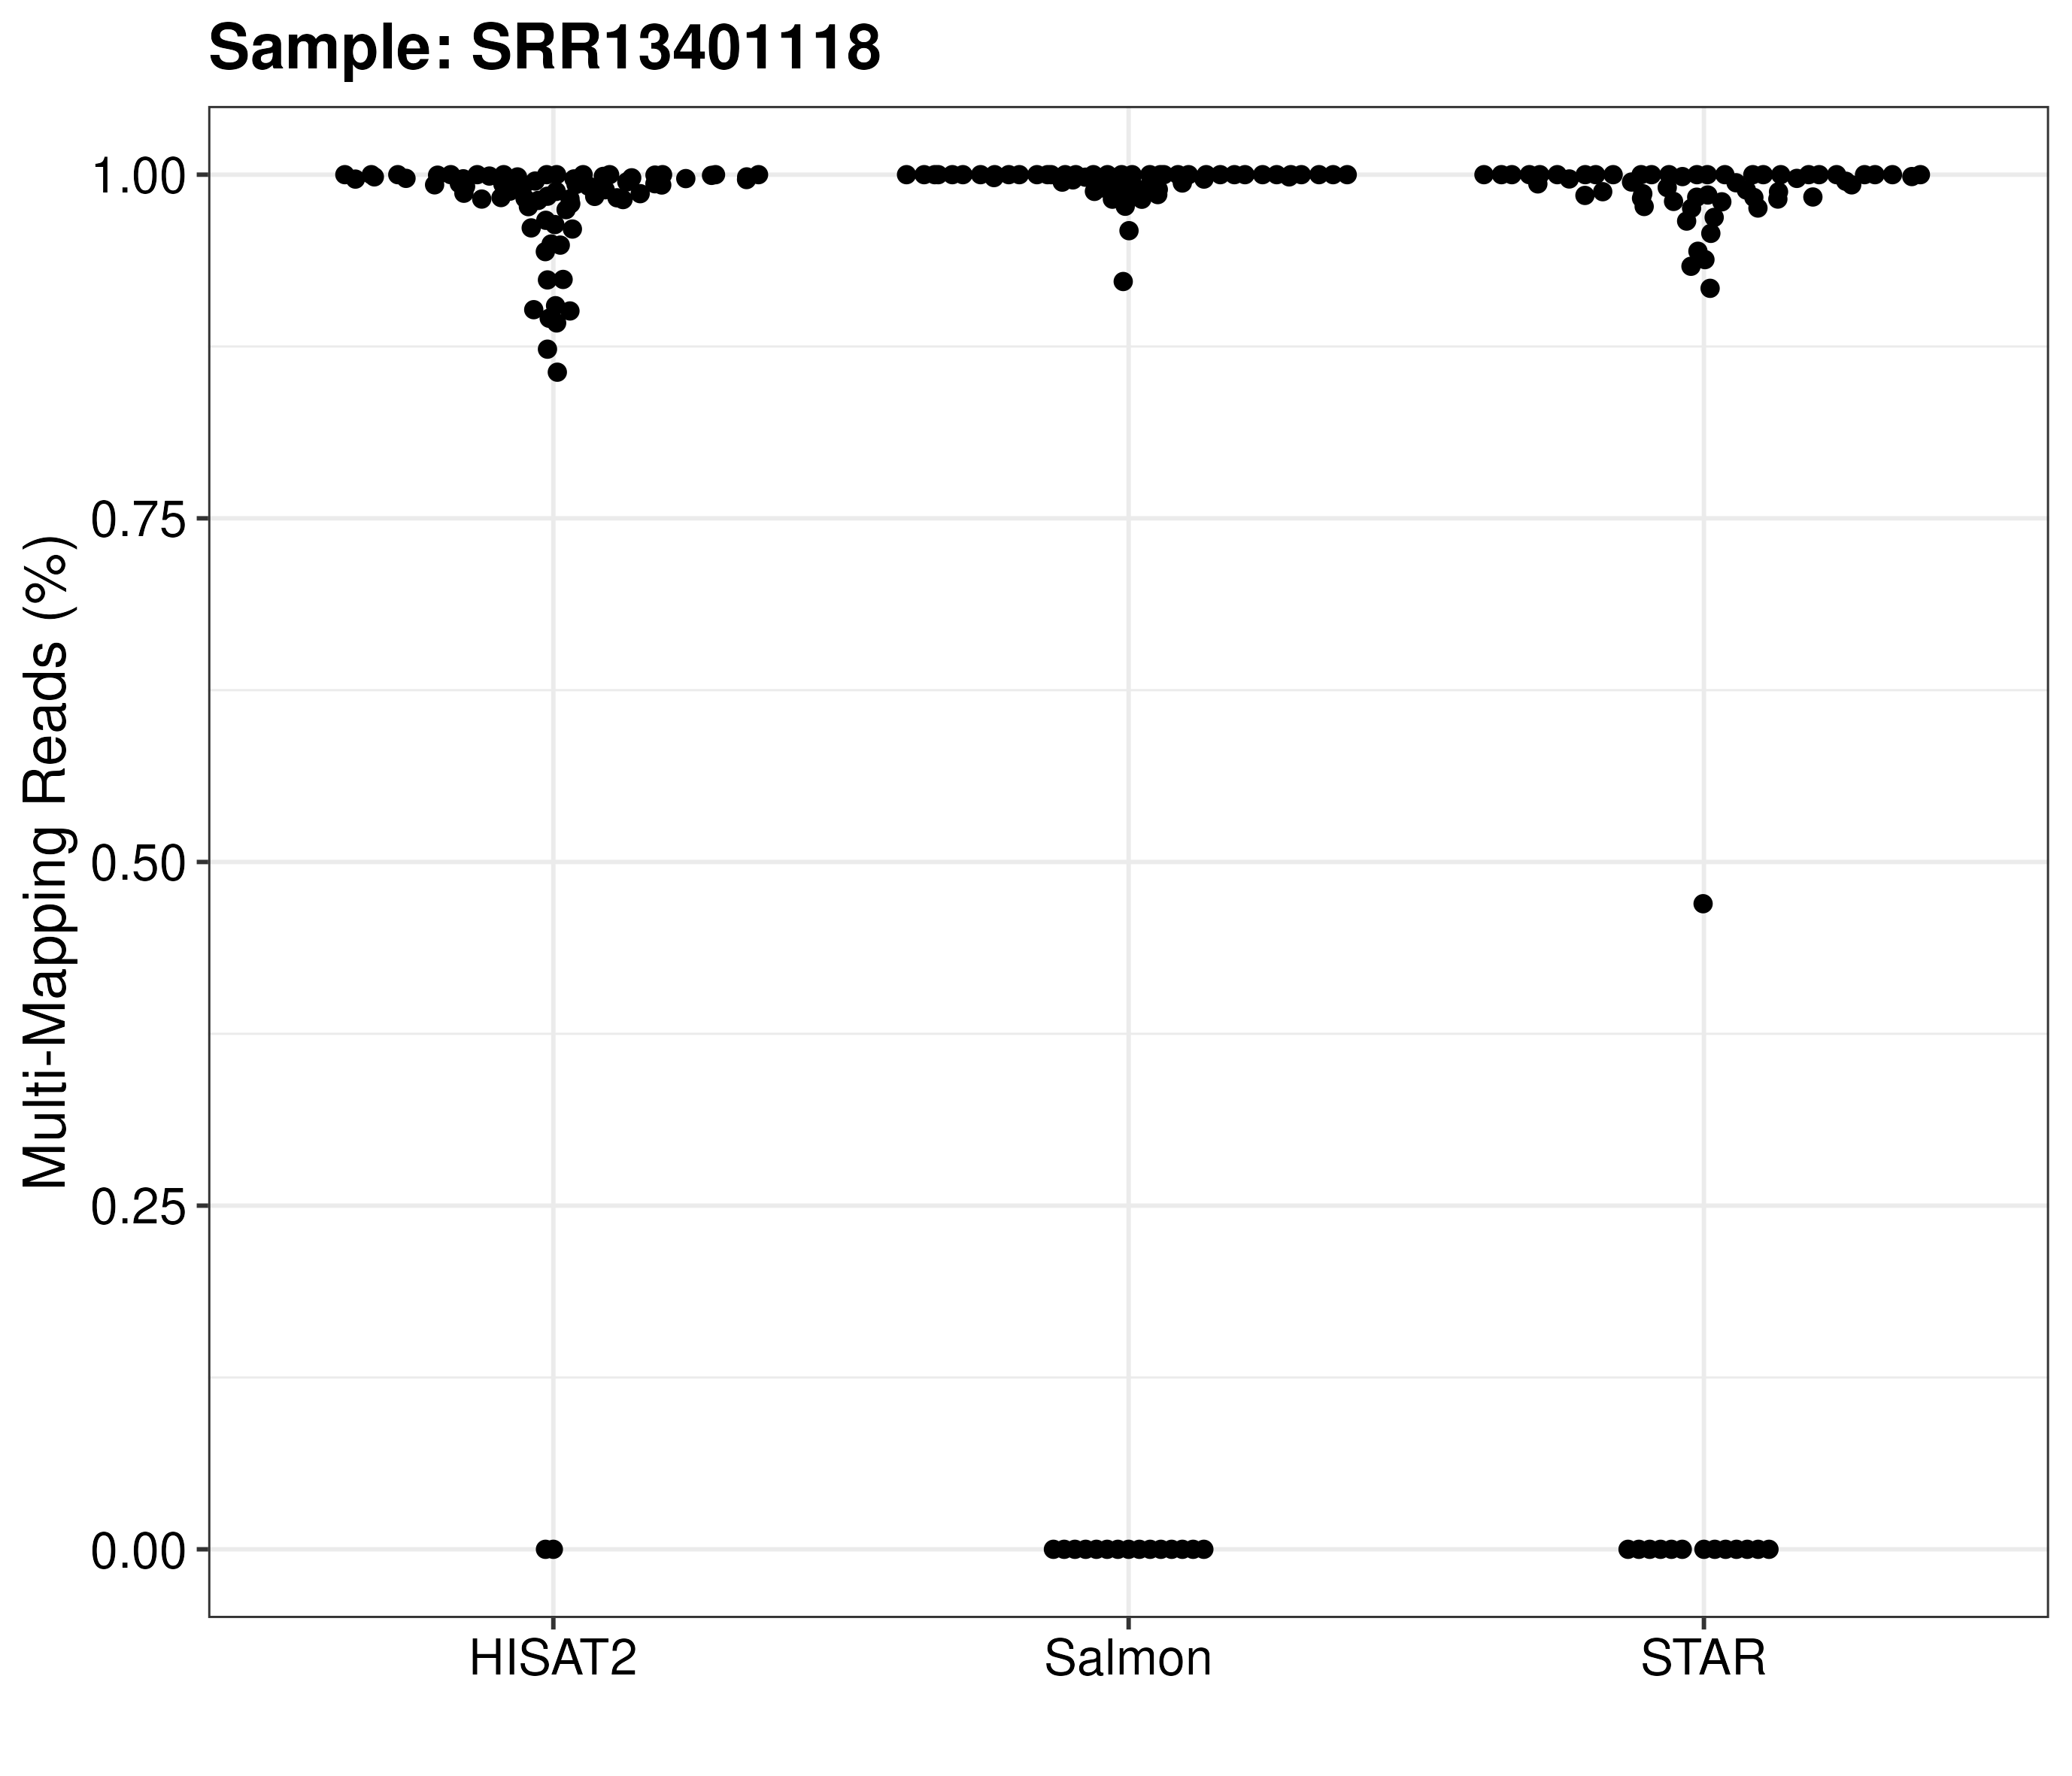 Sample: SRR13401118
Multi-Mapping Reads (%)
1.00
0.75
0.50
0.25
0.00
HISAT2
Salmon
STAR